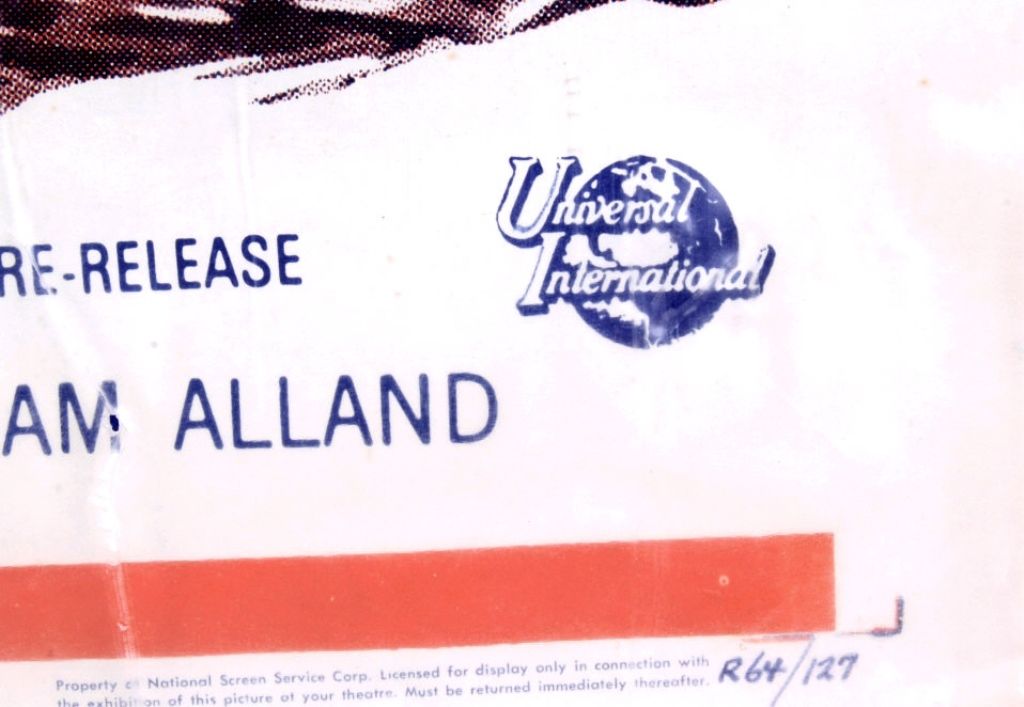 Universal
International
RE-RELEASE
AM ALLAND
Property of National Screen Service Corp. Licensed for display only in connection with
the exhibition of this picture at your theatre. Must be returned immediately thereafter.
R64/127